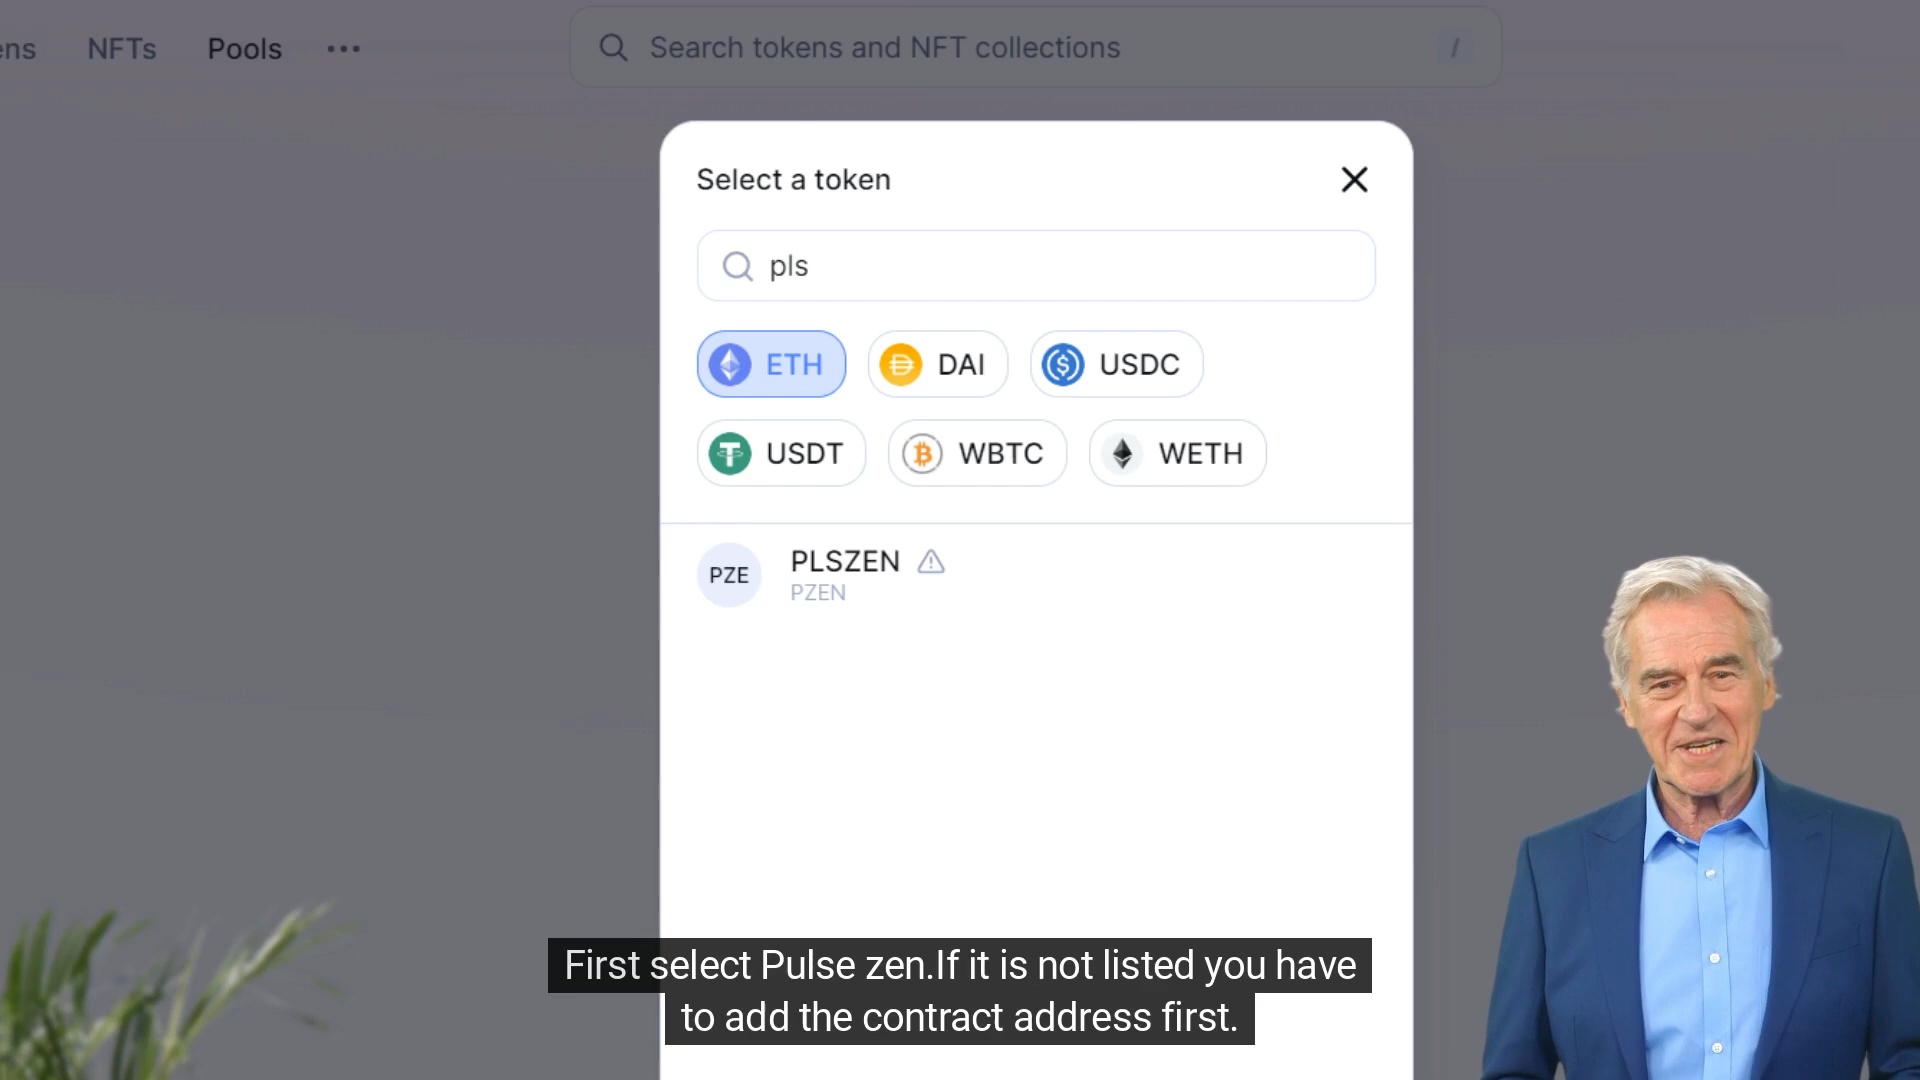 ens NFTs Pools
Search tokens and NFT collections /
Select a token
pls
ETH DAI USDC
USDT WBTC WETH
PZE PLSZEN
PZEN
First select Pulse zen.If it is not listed you have
to add the contract address first.